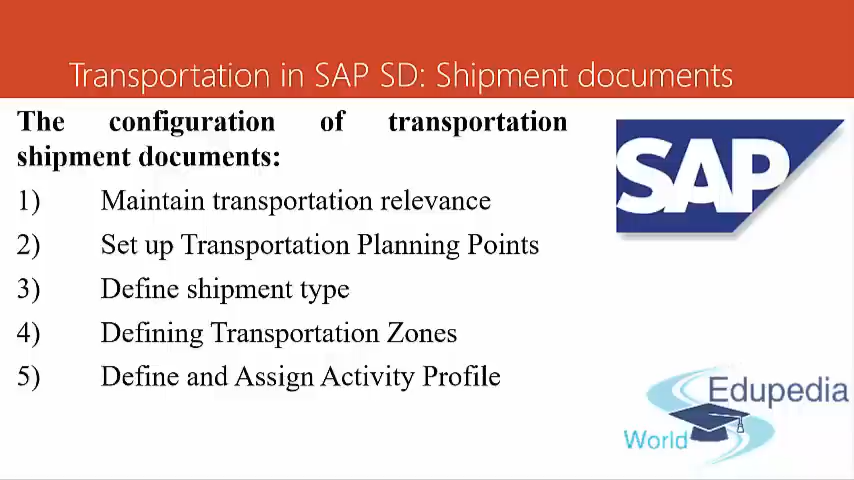 Transportation in SAP SD: Shipment documents
The configuration of transportation
shipment documents:
1) Maintain transportation relevance
2) Set up Transportation Planning Points
3) Define shipment type
4) Defining Transportation Zones
5) Define and Assign Activity Profile
SAP
Edupedia
World